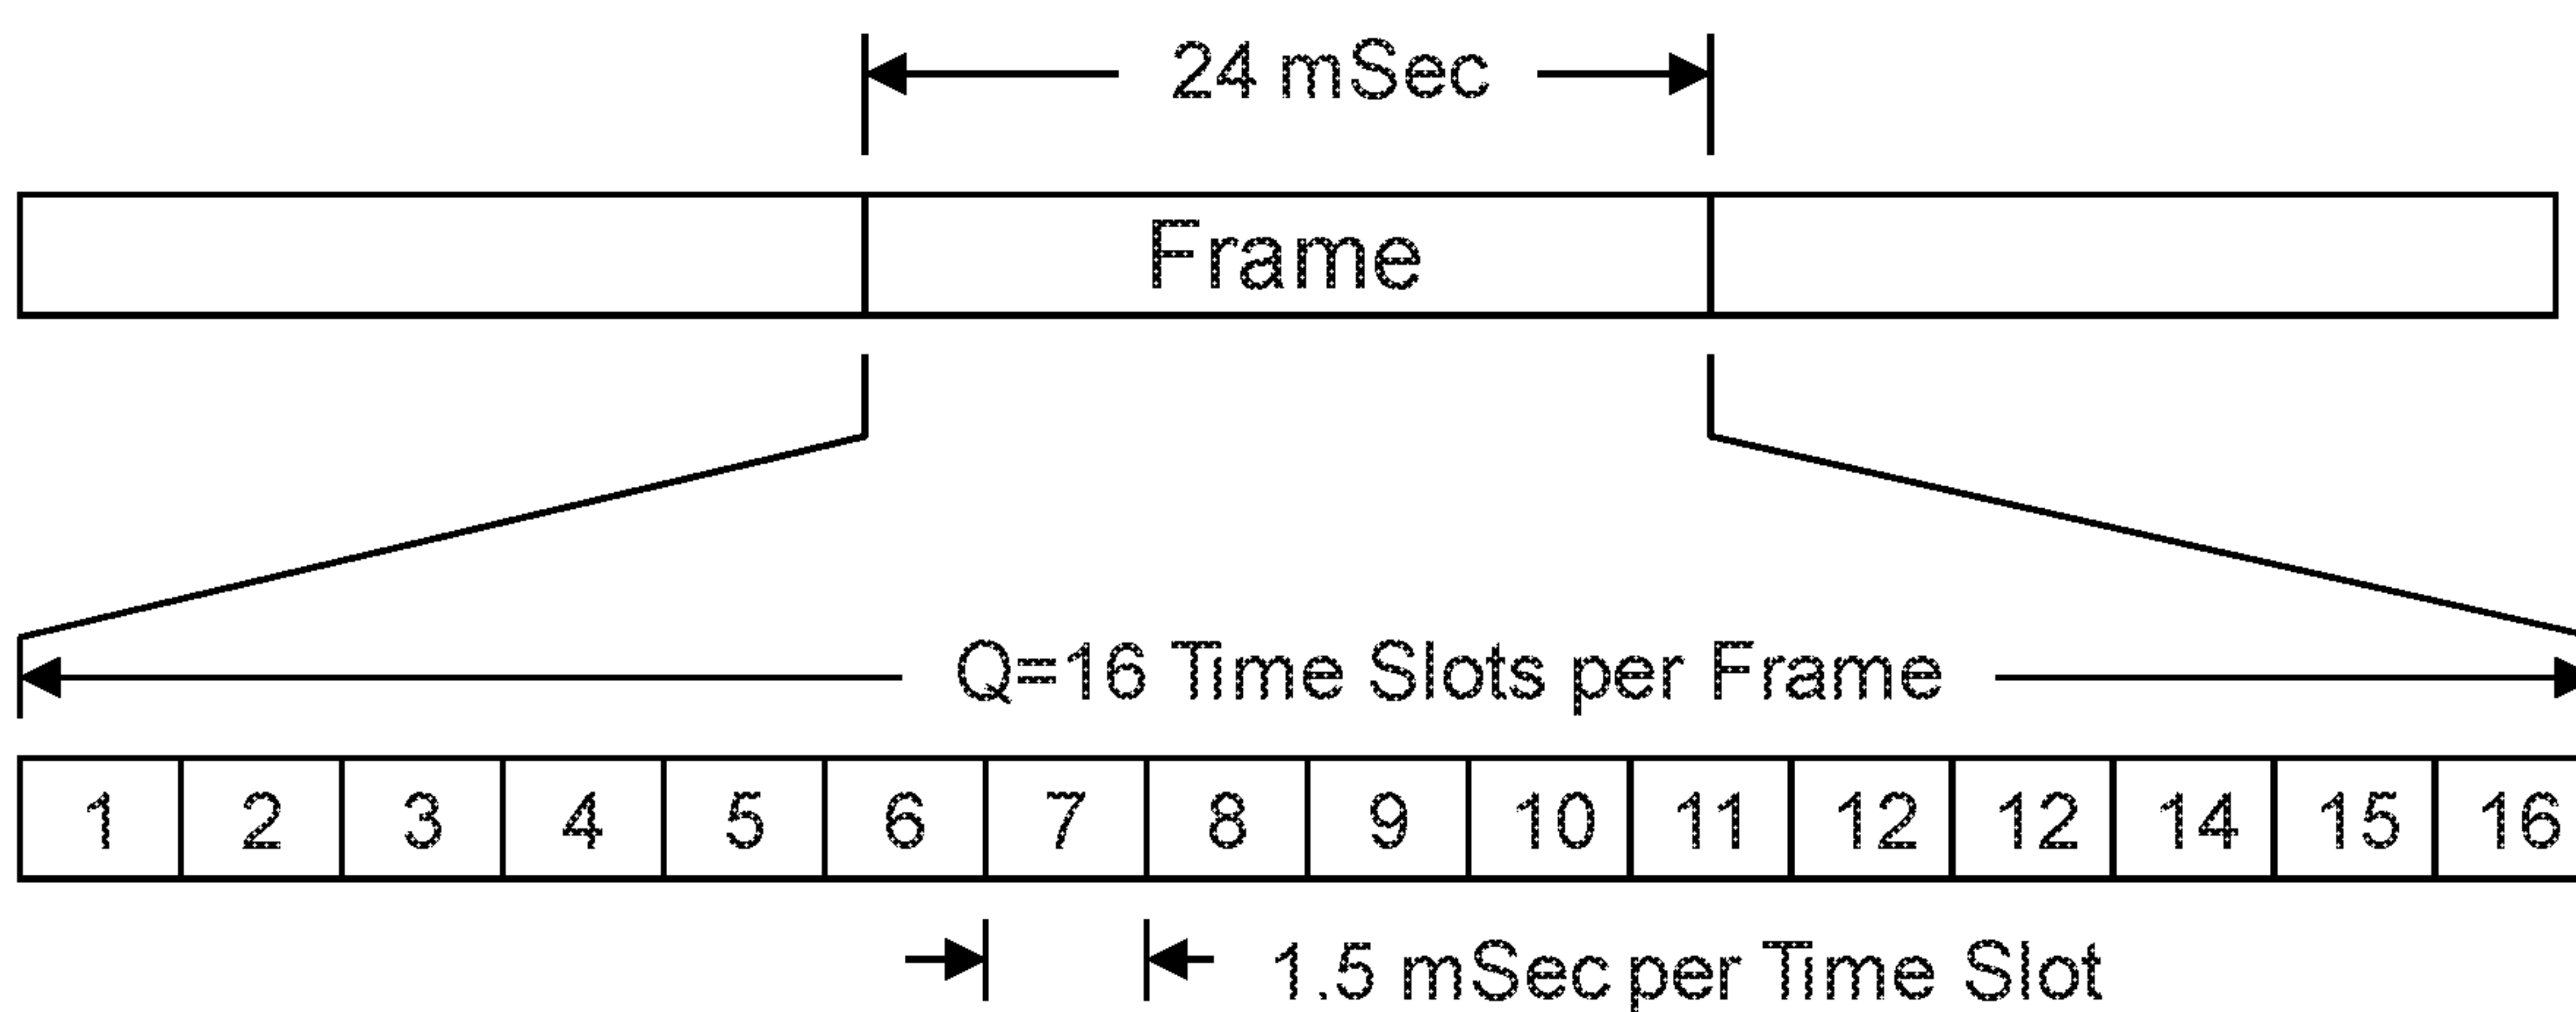 24 mSec
Frame
Q=16 Time Slots per Frame
1 2 3 4 5 6 7 8 9 10 11 12 12 14 15 16
1.5 mSec per Time Slot